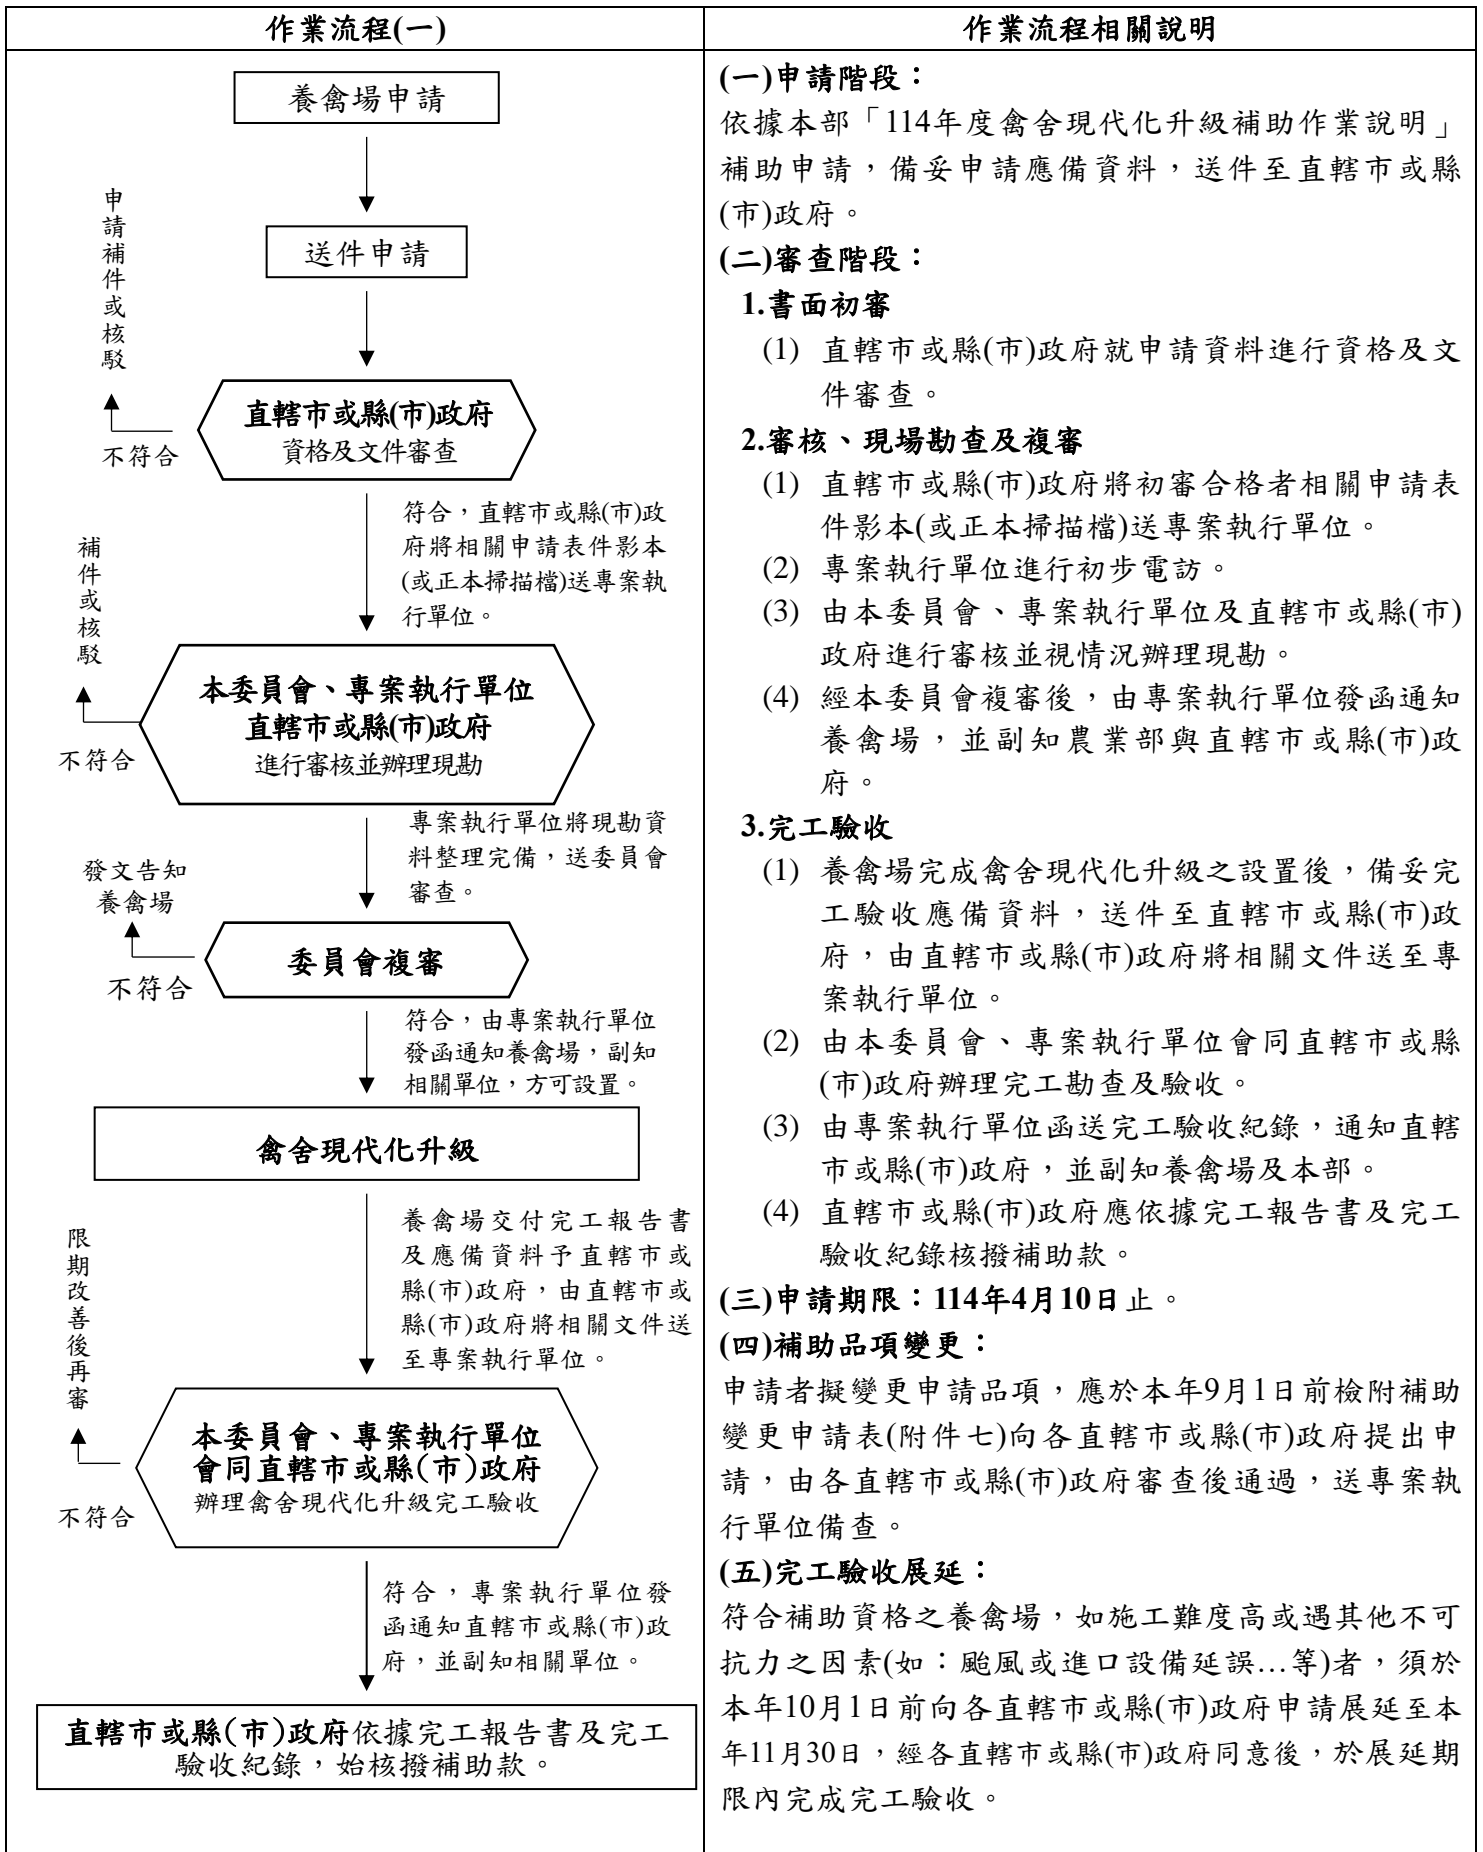 作業流程(一)
養禽場申請
送件申請
申請補件或核駁
直轄市或縣(市)政府
資格及文件審查
不符合
符合，直轄市或縣(市)政
府將相關申請表件影本
(或正本掃描檔)送專案執
行單位。
補件或核駁
本委員會、專案執行單位
直轄市或縣(市)政府
進行審核並辦理現勘
不符合
專案執行單位將現勘資
料整理完備，送委員會
審查。
發文告知
養禽場
委員會複審
不符合
符合，由專案執行單位
發函通知養禽場，副知
相關單位，方可設置。
禽舍現代化升級
養禽場交付完工報告書
及應備資料予直轄市或
縣(市)政府，由直轄市或
縣(市)政府將相關文件送
至專案執行單位。
限期改善後再審
本委員會、專案執行單位
會同直轄市或縣(市)政府
辦理禽舍現代化升級完工驗收
不符合
符合，專案執行單位發
函通知直轄市或縣(市)政
府，並副知相關單位。
直轄市或縣(市)政府依據完工報告書及完工
驗收紀錄，始核撥補助款。
作業流程相關說明
(一)申請階段：
依據本部「114年度禽舍現代化升級補助作業說明」
補助申請，備妥申請應備資料，送件至直轄市或縣
(市)政府。
(二)審查階段：
1.書面初審
(1) 直轄市或縣(市)政府就申請資料進行資格及文
件審查。
2.審核、現場勘查及複審
(1) 直轄市或縣(市)政府將初審合格者相關申請表
件影本(或正本掃描檔)送專案執行單位。
(2) 專案執行單位進行初步電訪。
(3) 由本委員會、專案執行單位及直轄市或縣(市)
政府進行審核並視情況辦理現勘。
(4) 經本委員會複審後，由專案執行單位發函通知
養禽場，並副知農業部與直轄市或縣(市)政
府。
3.完工驗收
(1) 養禽場完成禽舍現代化升級之設置後，備妥完
工驗收應備資料，送件至直轄市或縣(市)政
府，由直轄市或縣(市)政府將相關文件送至專
案執行單位。
(2) 由本委員會、專案執行單位會同直轄市或縣
(市)政府辦理完工勘查及驗收。
(3) 由專案執行單位函送完工驗收紀錄，通知直轄
市或縣(市)政府，並副知養禽場及本部。
(4) 直轄市或縣(市)政府應依據完工報告書及完工
驗收紀錄核撥補助款。
(三)申請期限：114年4月10日止。
(四)補助品項變更：
申請者擬變更申請品項，應於本年9月1日前檢附補助
變更申請表(附件七)向各直轄市或縣(市)政府提出申
請，由各直轄市或縣(市)政府審查後通過，送專案執
行單位備查。
(五)完工驗收展延：
符合補助資格之養禽場，如施工難度高或遇其他不可
抗力之因素(如：颱風或進口設備延誤…等)者，須於
本年10月1日前向各直轄市或縣(市)政府申請展延至本
年11月30日，經各直轄市或縣(市)政府同意後，於展延期
限內完成完工驗收。